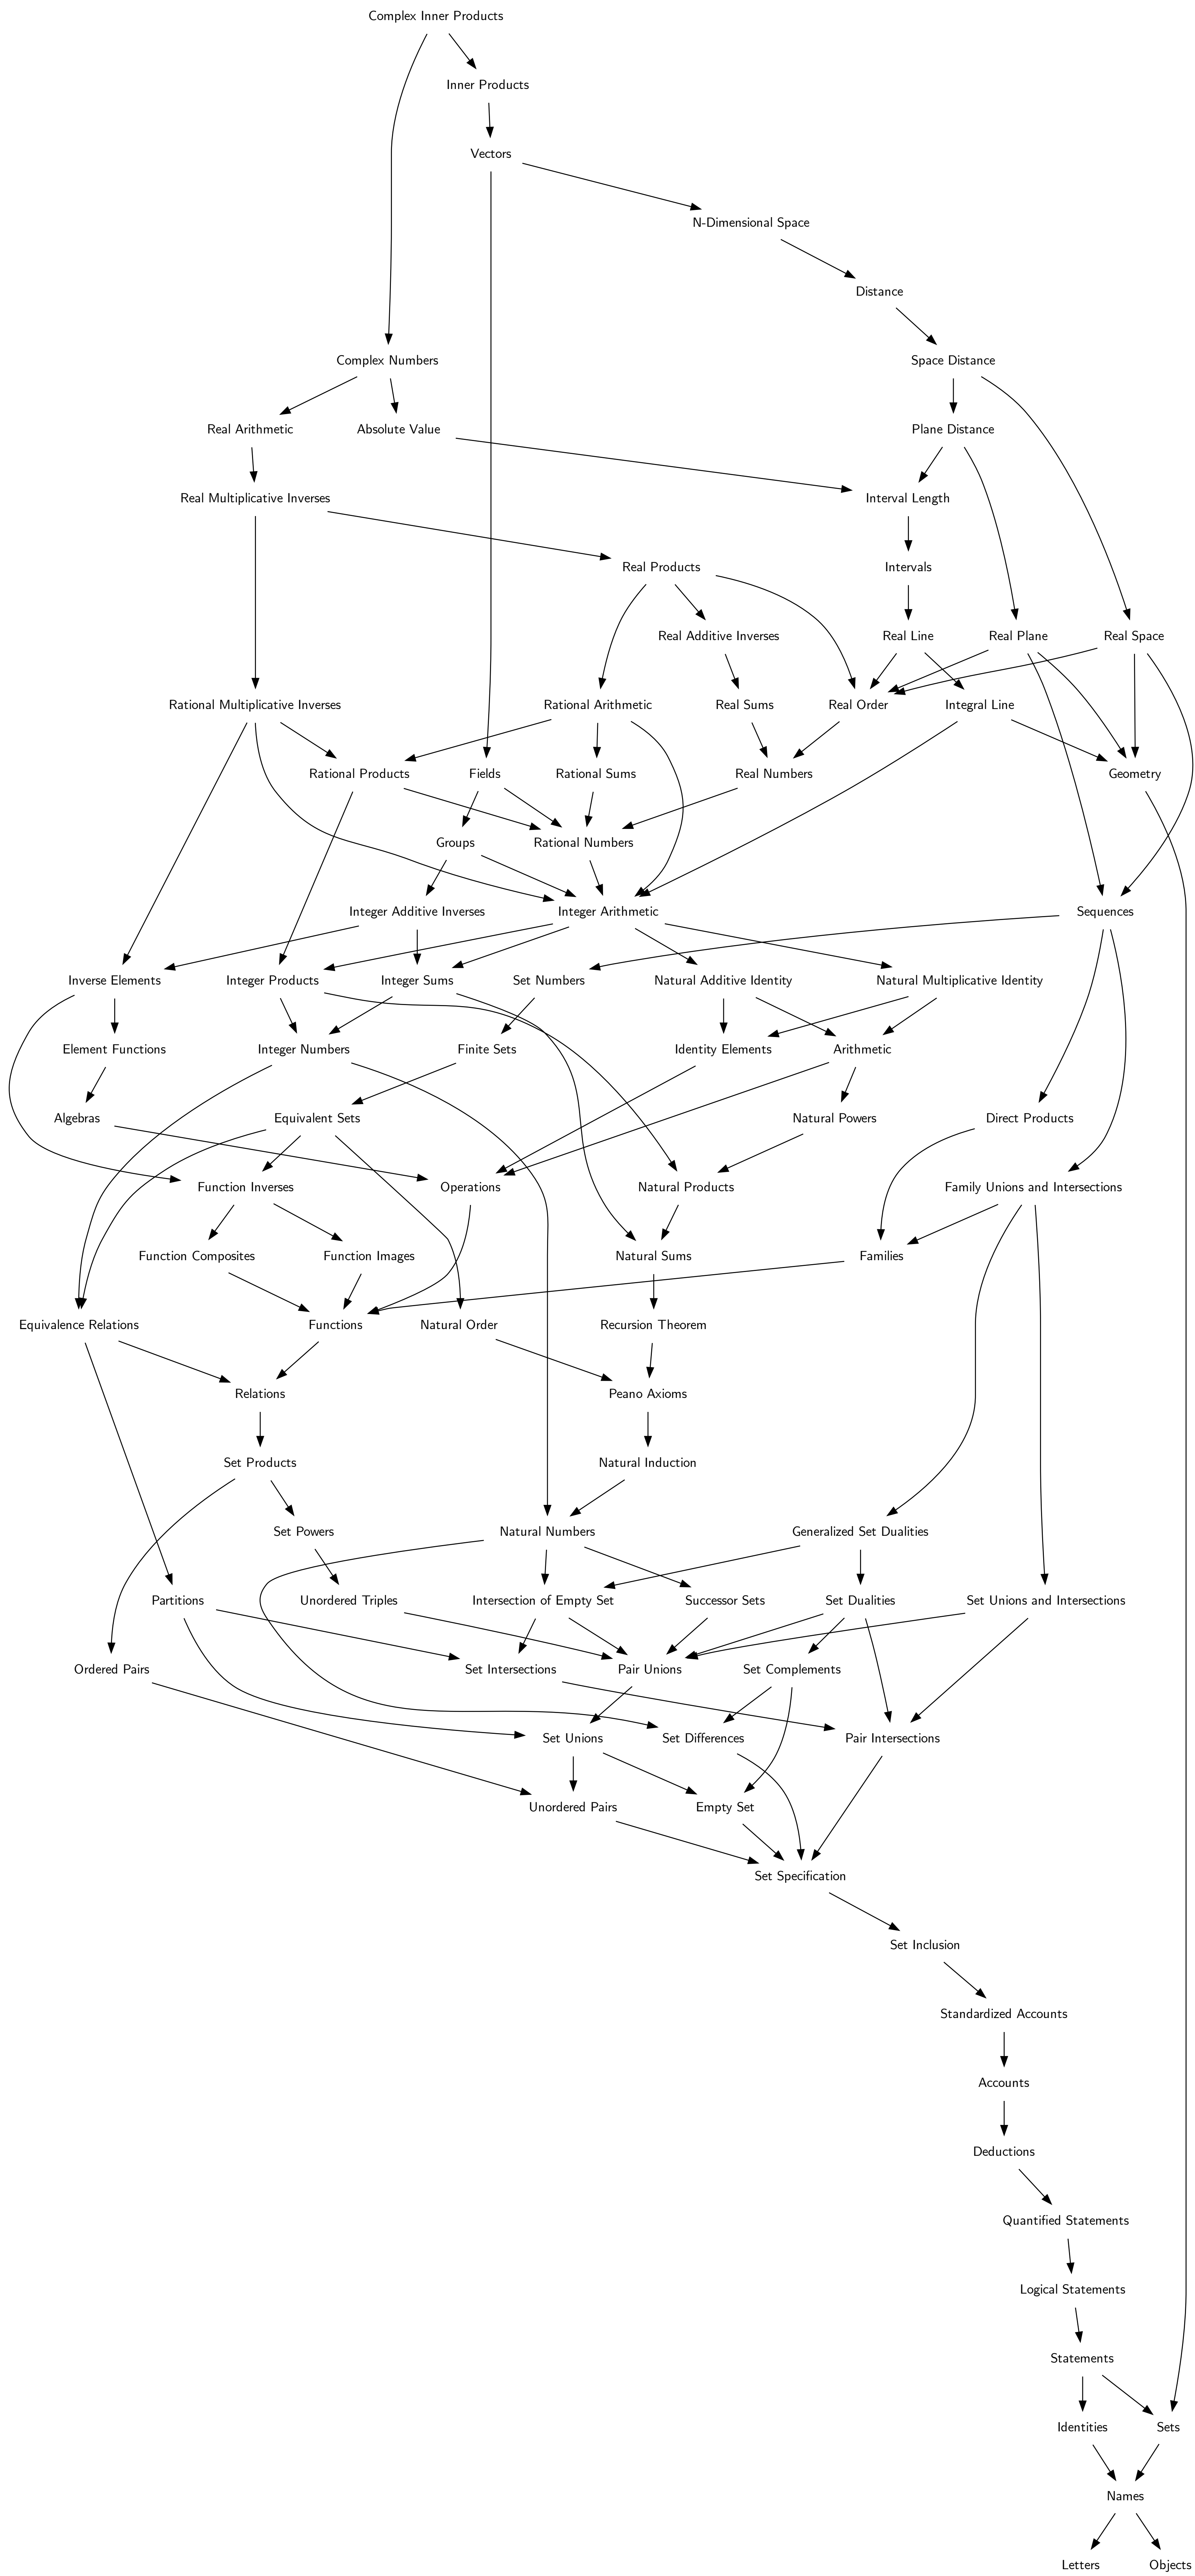 Complex Inner Products
Inner Products
Vectors
N-Dimensional Space
Distance
Complex Numbers
Space Distance
Real Arithmetic
Absolute Value
Plane Distance
Real Multiplicative Inverses
Interval Length
Real Products
Intervals
Real Additive Inverses
Real Line
Real Plane
Real Space
Rational Multiplicative Inverses
Rational Arithmetic
Real Sums
Real Order
Integral Line
Rational Products
Fields
Rational Sums
Real Numbers
Geometry
Groups
Rational Numbers
Integer Additive Inverses
Integer Arithmetic
Sequences
Inverse Elements
Integer Products
Integer Sums
Set Numbers
Natural Additive Identity
Natural Multiplicative Identity
Element Functions
Integer Numbers
Finite Sets
Identity Elements
Arithmetic
Algebras
Equivalent Sets
Natural Powers
Direct Products
Function Inverses
Operations
Natural Products
Family Unions and Intersections
Function Composites
Function Images
Natural Sums
Families
Equivalence Relations
Functions
Natural Order
Recursion Theorem
Relations
Peano Axioms
Set Products
Natural Induction
Set Powers
Natural Numbers
Generalized Set Dualities
Partitions
Unordered Triples
Intersection of Empty Set
Successor Sets
Set Dualities
Set Unions and Intersections
Ordered Pairs
Set Intersections
Pair Unions
Set Complements
Set Unions
Set Differences
Pair Intersections
Unordered Pairs
Empty Set
Set Specification
Set Inclusion
Standardized Accounts
Accounts
Deductions
Quantified Statements
Logical Statements
Statements
Identities
Sets
Names
Letters
Objects